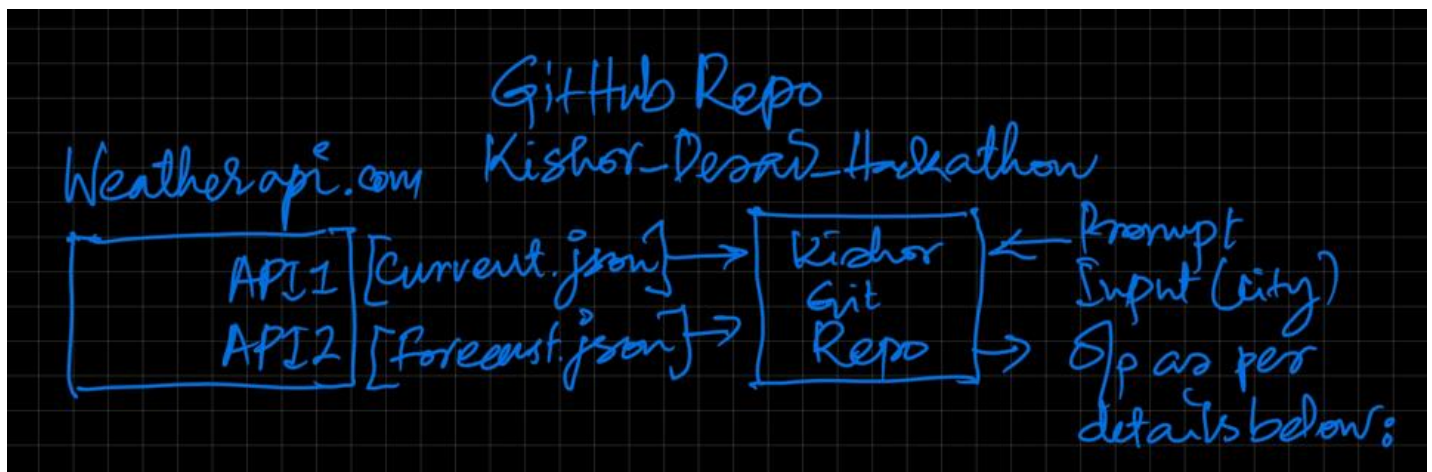 GitHub Repo
Weatherapi.com
Kishor_Desai_Hackathon
API1 [Current.json]
API2 [Forecast.json]
Kishor
Git
Repo
Prompt
Input (city)
O/p as per
details below: